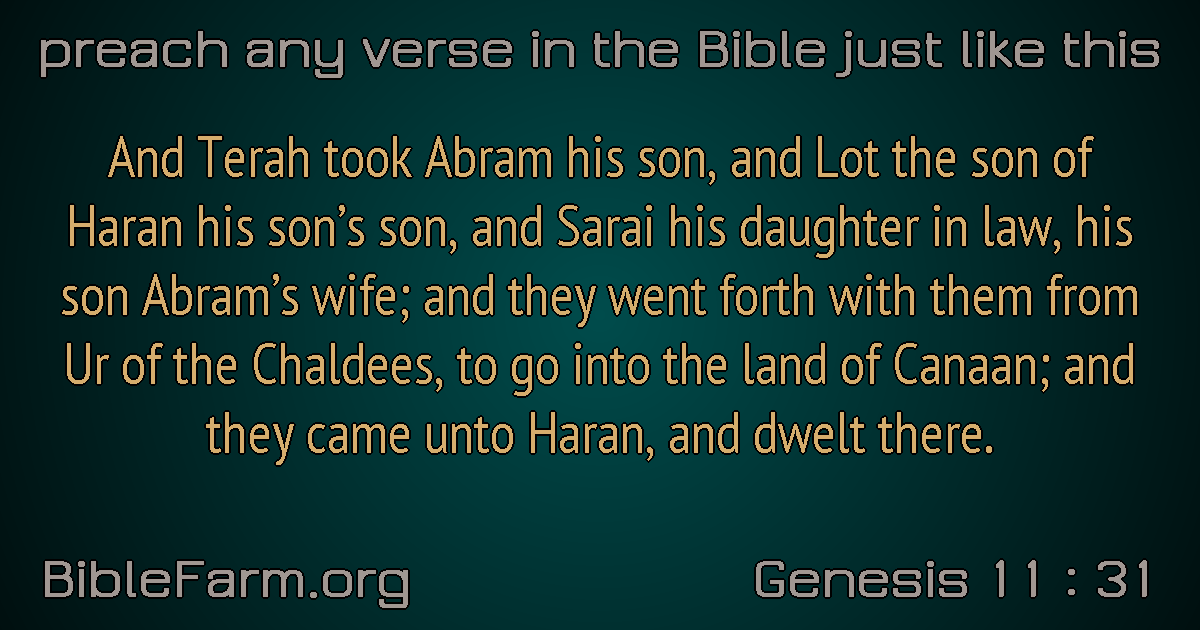 preach any verse in the Bible just like this
And Terah took Abram his son, and Lot the son of
Haran his son’s son, and Sarai his daughter in law, his
son Abram’s wife; and they went forth with them from
Ur of the Chaldees, to go into the land of Canaan; and
they came unto Haran, and dwelt there.
BibleFarm.org
Genesis 11 : 31